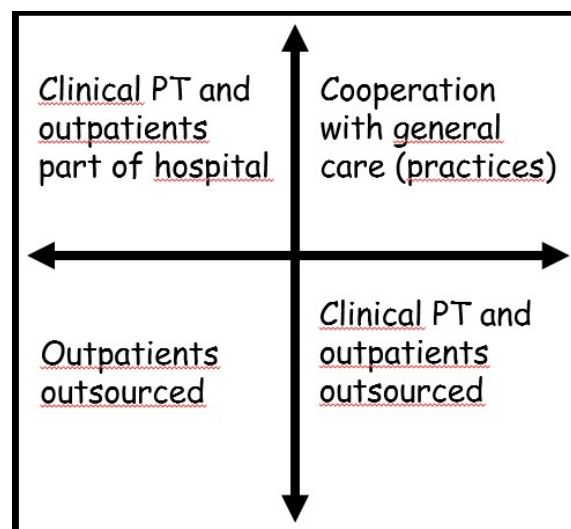 Clinical PT and
outpatients
part of hospital
Cooperation
with general
care (practices)
Outpatients
outsourced
Clinical PT and
outpatients
outsourced